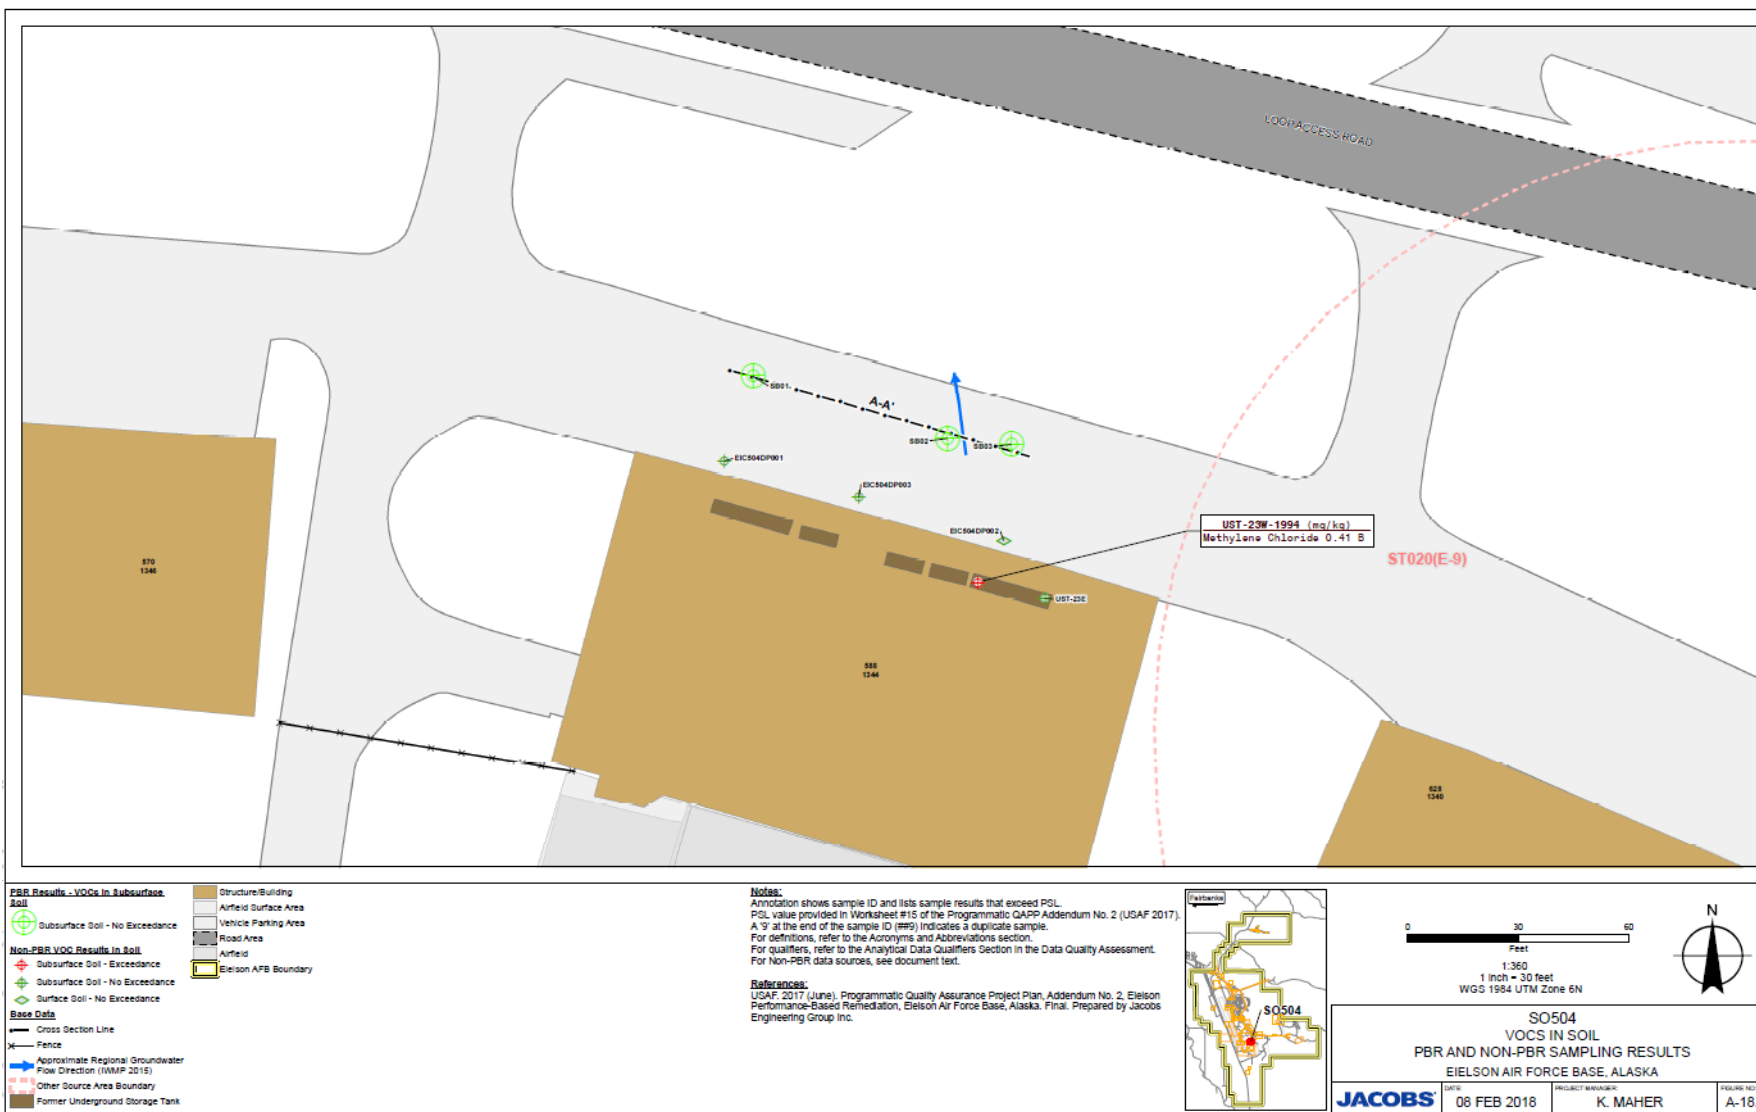 LOOP ACCESS ROAD
SB01
A-A'
SB02
SB03
EIC504DP001
EIC504DP003
EIC504DP002
UST-23W-1994 (mg/kg)
Methylene Chloride 0.41 B
ST020(E-9)
570
1346
UST-23E
588
1344
628
1340
PBR Results - VOCs in Subsurface
Soil
Subsurface Soil - No Exceedance
Non-PBR VOC Results in Soil
Subsurface Soil - Exceedance
Subsurface Soil - No Exceedance
Surface Soil - No Exceedance
Base Data
Cross Section Line
Fence
Approximate Regional Groundwater
Flow Direction (IWMP 2015)
Other Source Area Boundary
Former Underground Storage Tank
Structure/Building
Airfield Surface Area
Vehicle Parking Area
Road Area
Airfield
Eielson AFB Boundary
Notes:
Annotation shows sample ID and lists sample results that exceed PSL.
PSL value provided in Worksheet #15 of the Programmatic QAPP Addendum No. 2 (USAF 2017).
A '9' at the end of the sample ID (##9) indicates a duplicate sample.
For definitions, refer to the Acronyms and Abbreviations section.
For qualifiers, refer to the Analytical Data Qualifiers Section in the Data Quality Assessment.
For Non-PBR data sources, see document text.
References:
USAF. 2017 (June). Programmatic Quality Assurance Project Plan, Addendum No. 2, Eielson
Performance-Based Remediation, Eielson Air Force Base, Alaska. Final. Prepared by Jacobs
Engineering Group Inc.
Fairbanks
SO504
0 30 60
Feet
1:360
1 inch = 30 feet
WGS 1984 UTM Zone 6N
N
SO504
VOCS IN SOIL
PBR AND NON-PBR SAMPLING RESULTS
EIELSON AIR FORCE BASE, ALASKA
JACOBS
DATE:
08 FEB 2018
PROJECT MANAGER:
K. MAHER
FIGURE NO:
A-18